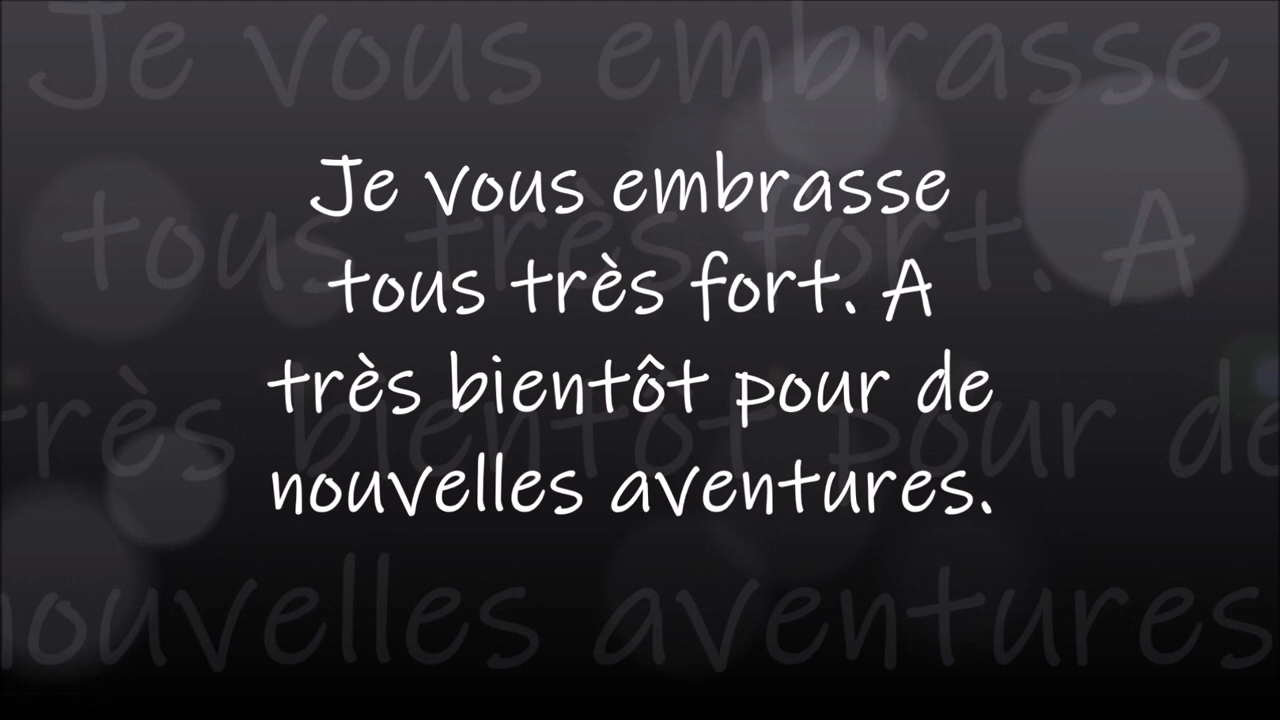 Je vous embrasse
tous très fort. A
très bientôt pour de
nouvelles aventures.